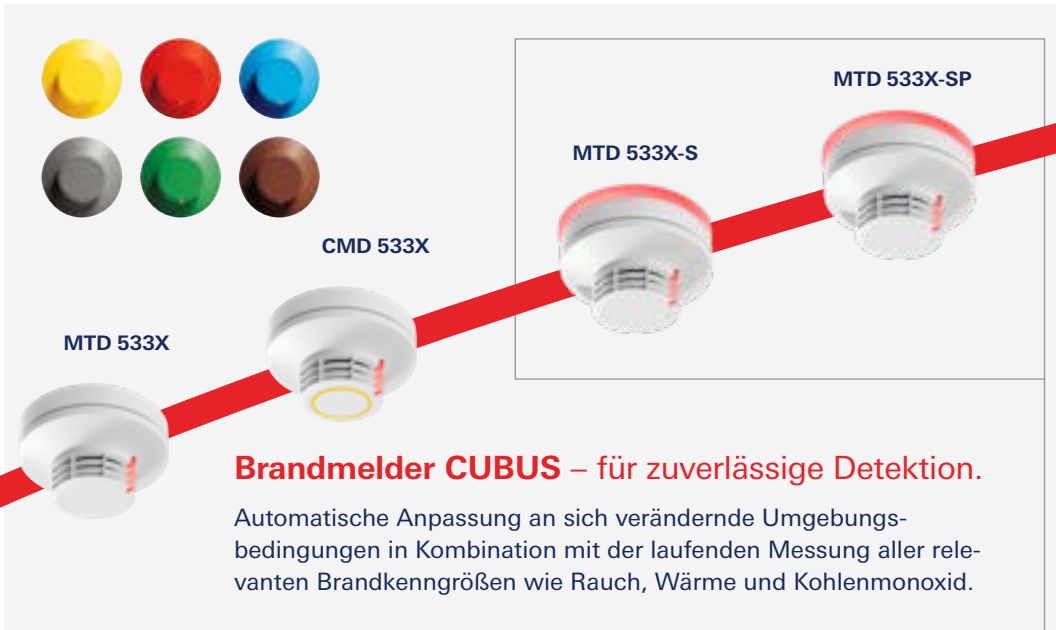 MTD 533X-SP
MTD 533X-S
CMD 533X
MTD 533X
Brandmelder CUBUS – für zuverlässige Detektion.
Automatische Anpassung an sich verändernde Umgebungs-
bedingungen in Kombination mit der laufenden Messung aller rele-
vanten Brandkenngrößen wie Rauch, Wärme und Kohlenmonoxid.